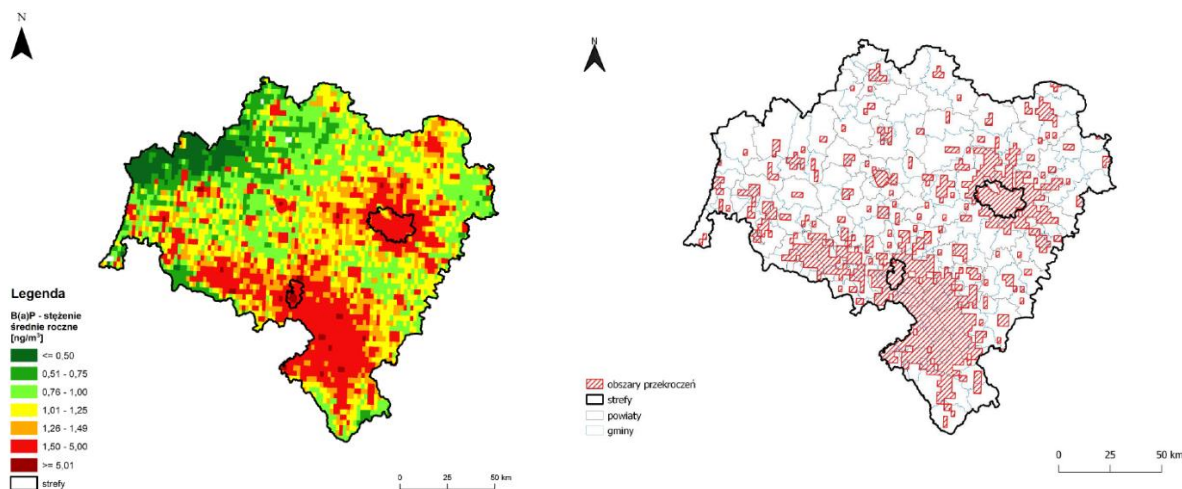 N
Legenda
B(a)P - stężenie
średnie roczne
[ng/m³]
<= 0,50
0,51 - 0,75
0,76 - 1,00
1,01 - 1,25
1,26 - 1,49
1,50 - 5,00
>= 5,01
strefy
0 25 50 km
N
obszary przekroczeń
strefy
powiaty
gminy
0 25 50 km